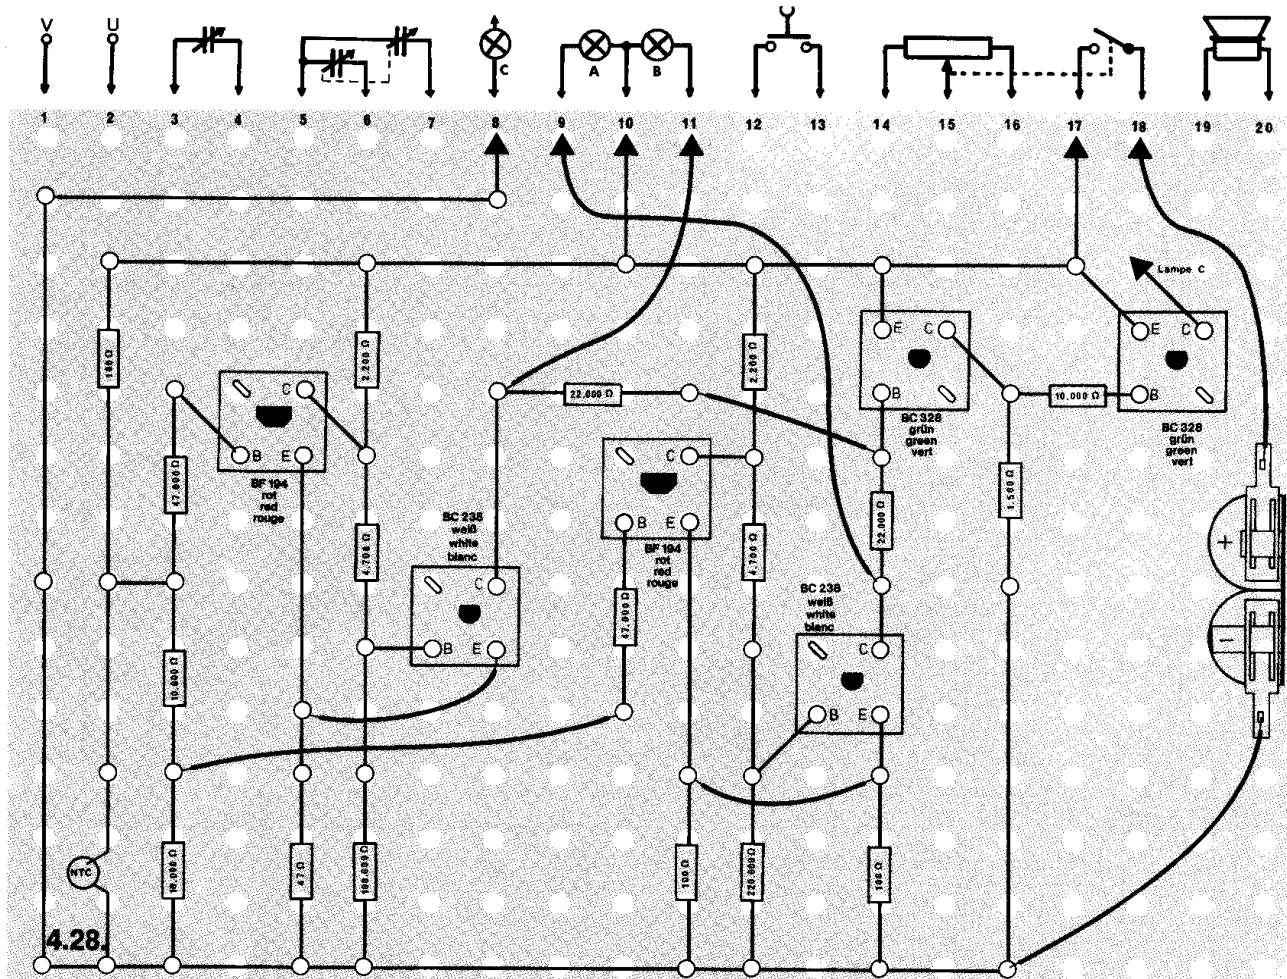 V U
C A B
1 2 3 4 5 6 7 8 9 10 11 12 13 14 15 16 17 18 19 20
Lampe C
E C
E C
100 Ω
2.200 Ω
2.200 Ω
C
22.000 Ω
B
10.000 Ω
B
BC 328
grün
green
vert
BC 328
grün
green
vert
B E
C
BF 194
rot
red
rouge
47.000 Ω
1.500 Ω
BC 238
weiß
white
blanc
B E
22.000 Ω
+
4.700 Ω
4.700 Ω
BF 194
rot
red
rouge
C
BC 238
weiß
white
blanc
47.000 Ω
−
B E
C
10.000 Ω
B E
NTC
10.000 Ω
47 Ω
100.000 Ω
100 Ω
220.000 Ω
100 Ω
4.28.